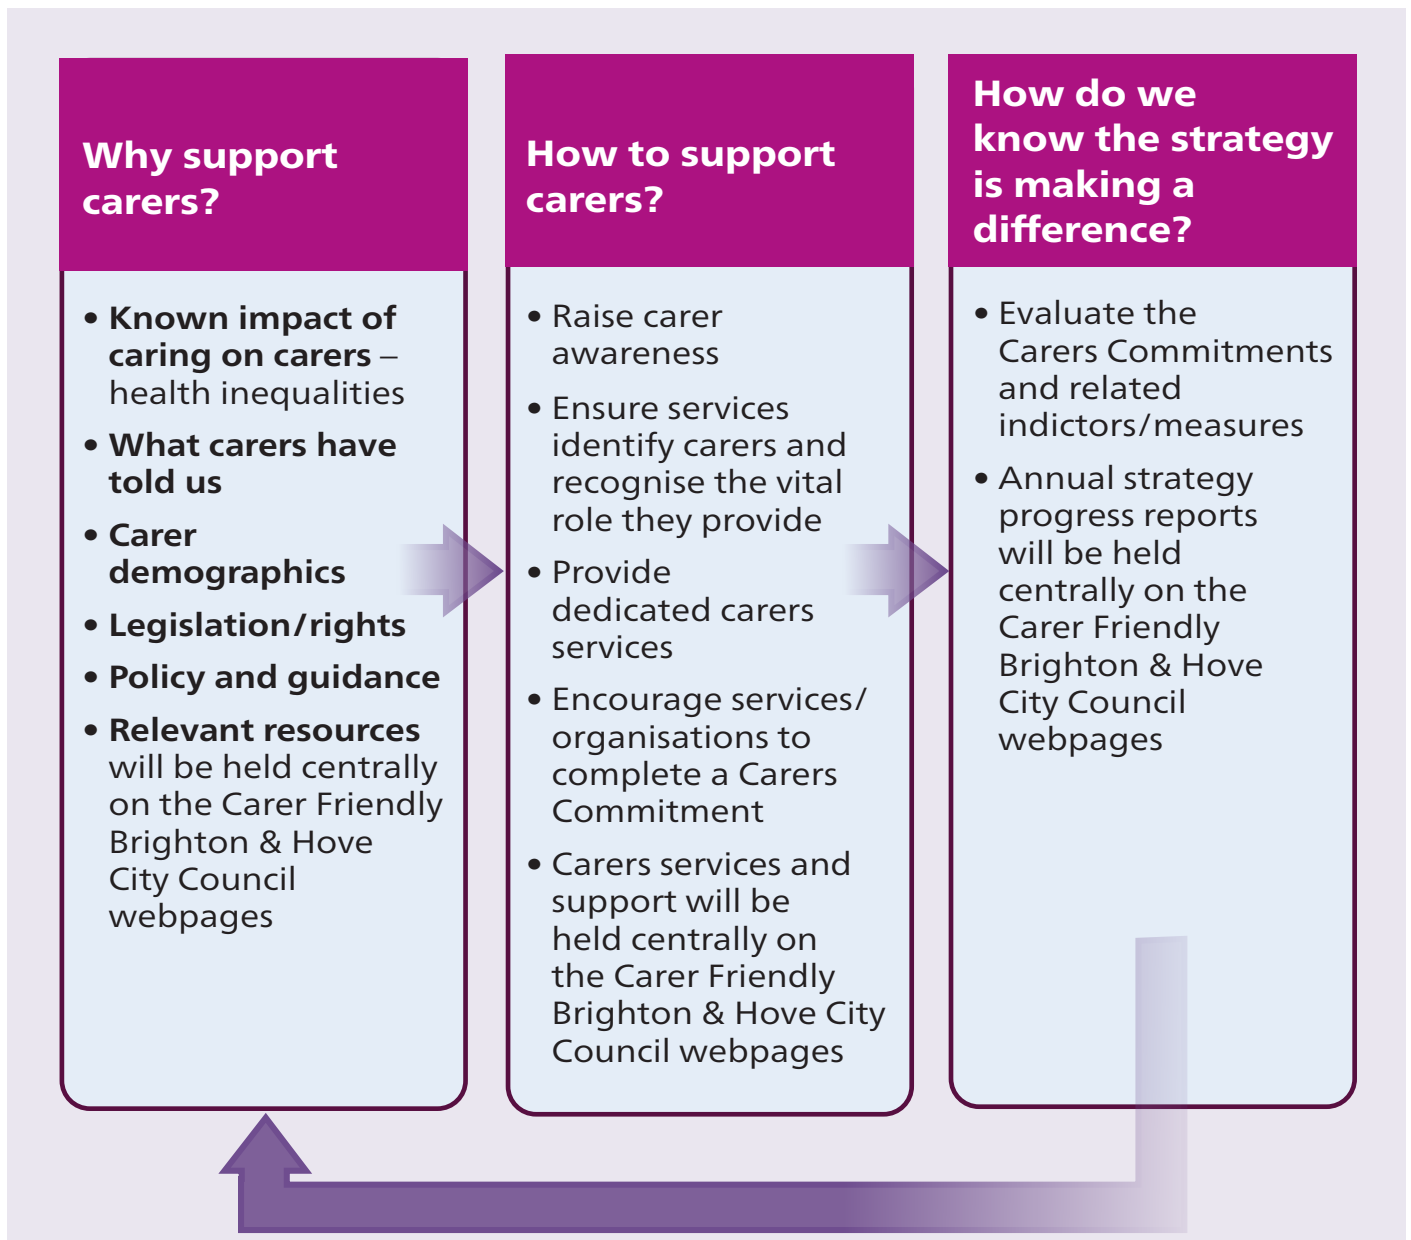 Why support
carers?
• Known impact of
caring on carers –
health inequalities
• What carers have
told us
• Carer
demographics
• Legislation/rights
• Policy and guidance
• Relevant resources
will be held centrally
on the Carer Friendly
Brighton & Hove
City Council
webpages
How to support
carers?
• Raise carer
awareness
• Ensure services
identify carers and
recognise the vital
role they provide
• Provide
dedicated carers
services
• Encourage services/
organisations to
complete a Carers
Commitment
• Carers services and
support will be
held centrally on
the Carer Friendly
Brighton & Hove City
Council webpages
How do we
know the strategy
is making a
difference?
• Evaluate the
Carers Commitments
and related
indictors/measures
• Annual strategy
progress reports
will be held
centrally on the
Carer Friendly
Brighton & Hove
City Council
webpages